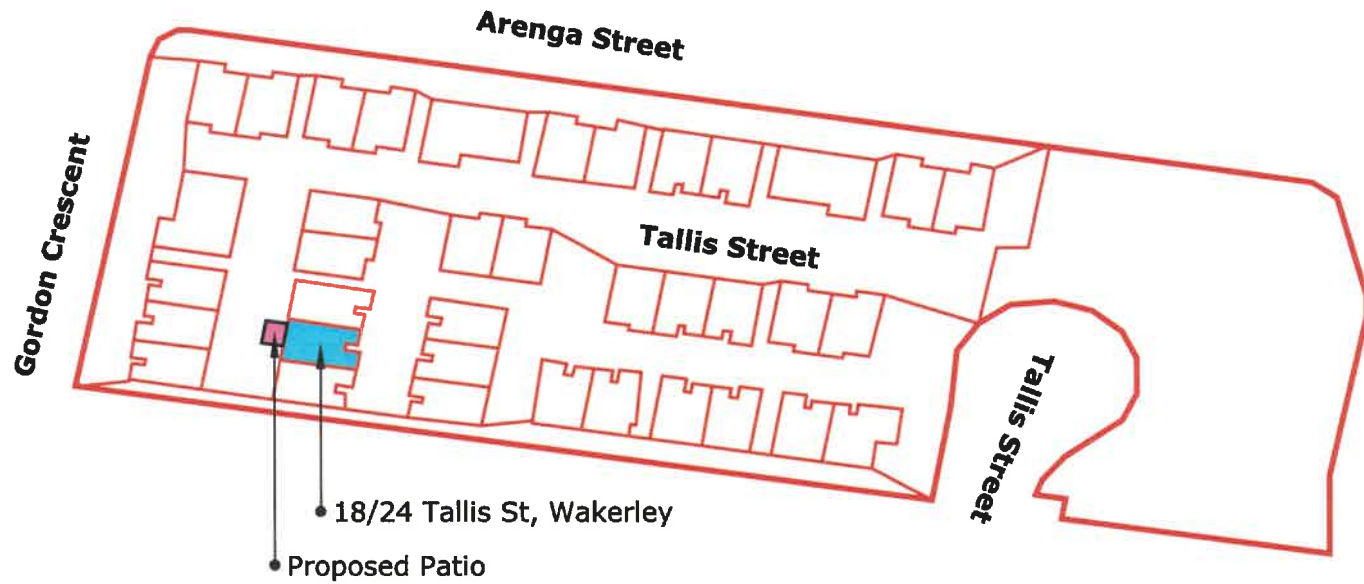 Arenga Street
Gordon Crescent
Tallis Street
Tallis Street
18/24 Tallis St, Wakerley
Proposed Patio